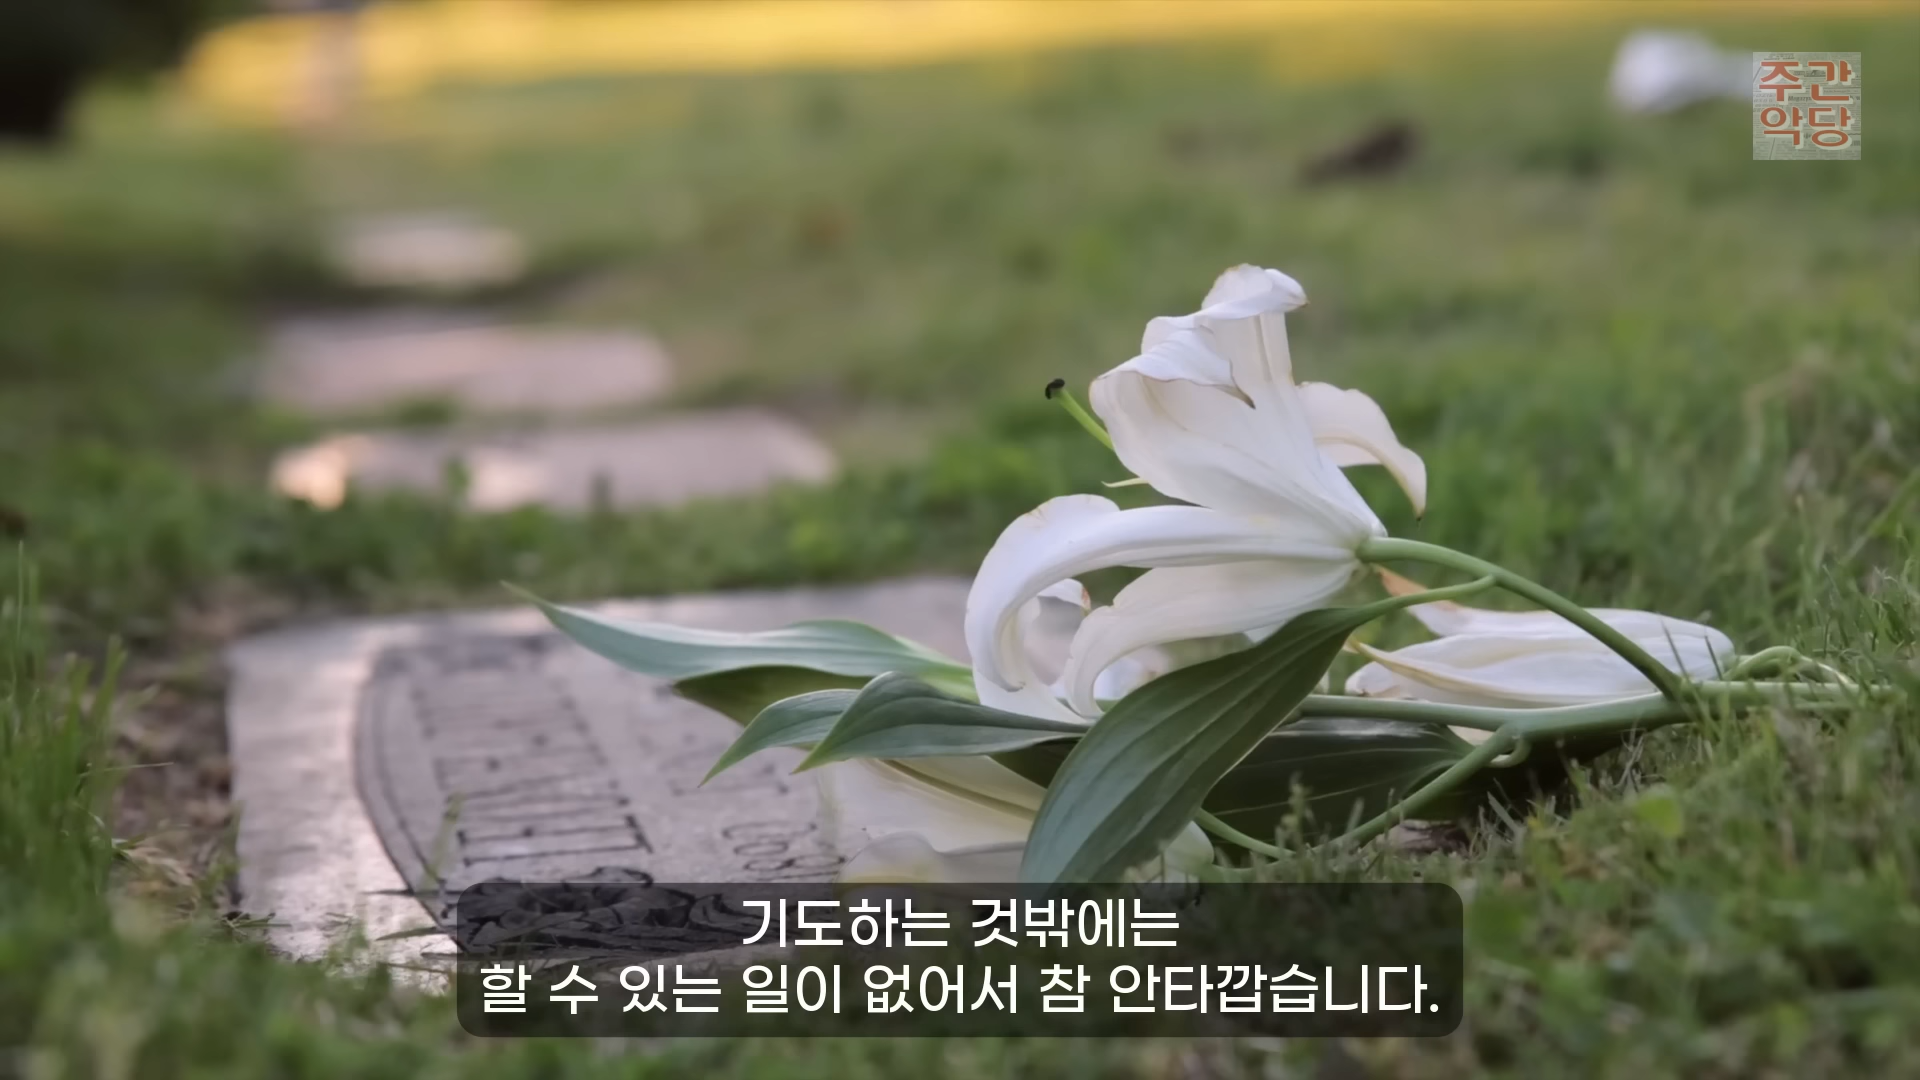 주간
악당
기도하는 것밖에는
할 수 있는 일이 없어서 참 안타깝습니다.